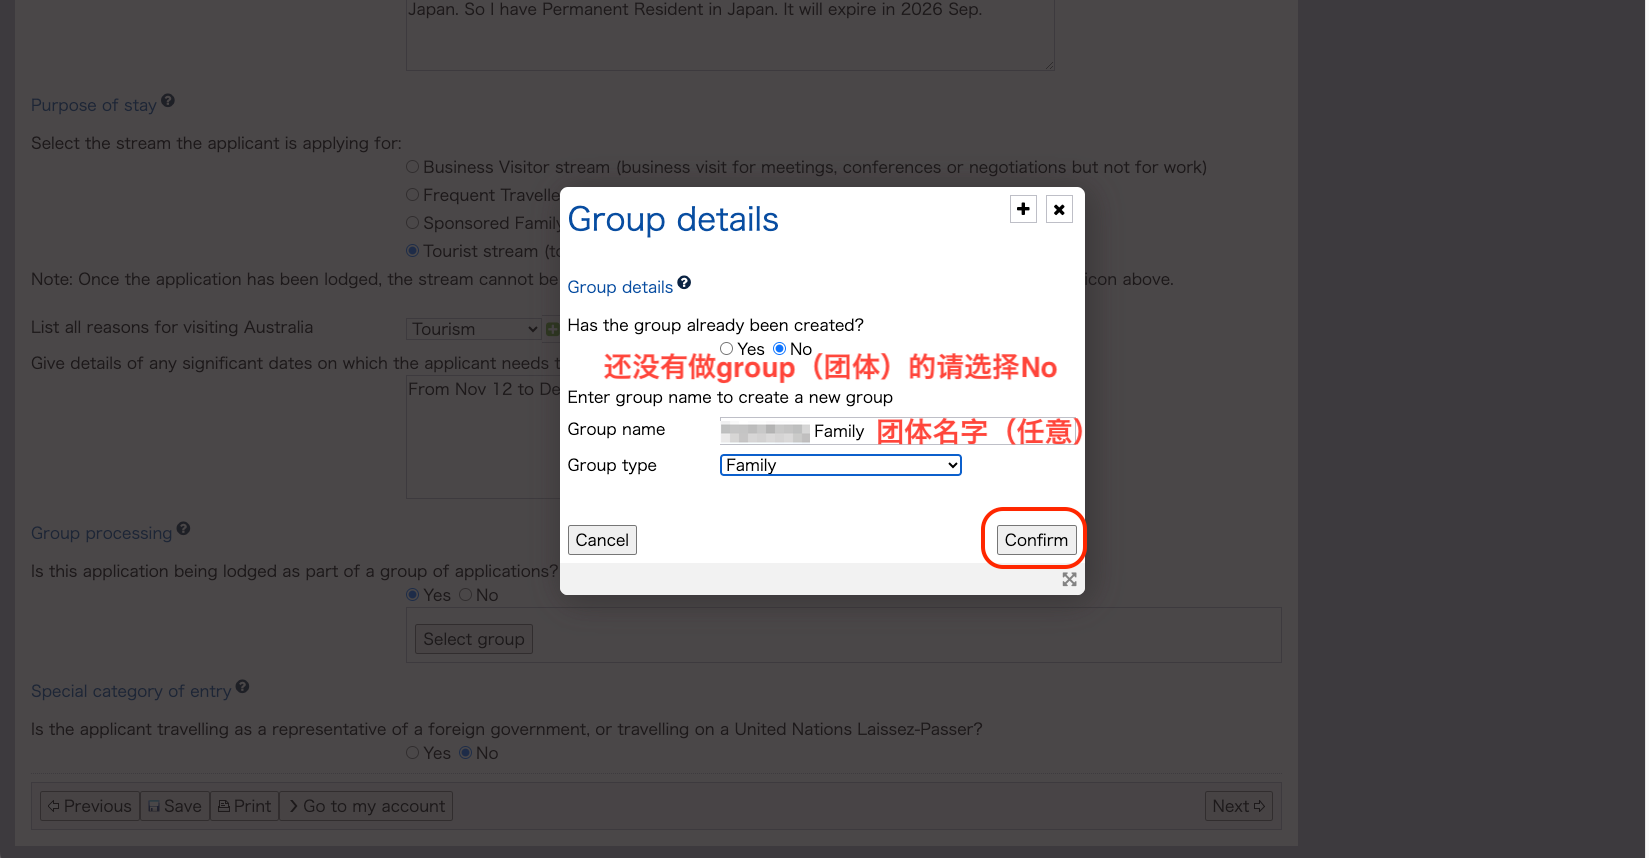 Japan. So I have Permanent Resident in Japan. It will expire in 2026 Sep.
Purpose of stay
Select the stream the applicant is applying for:
Business Visitor stream (business visit for meetings, conferences or negotiations but not for work)
Frequent Travelle
Sponsored Family
Tourist stream (to
Note: Once the application has been lodged, the stream cannot be
icon above.
List all reasons for visiting Australia
Tourism
Give details of any significant dates on which the applicant needs t
From Nov 12 to De
Group processing
Is this application being lodged as part of a group of applications?
Yes No
Select group
Special category of entry
Is the applicant travelling as a representative of a foreign government, or travelling on a United Nations Laissez-Passer?
Yes No
Previous Save Print Go to my account Next
Group details
Group details
Has the group already been created?
Yes No
还没有做group（团体）的请选择No
Enter group name to create a new group
Group name Family 团体名字（任意）
Group type Family
Cancel Confirm